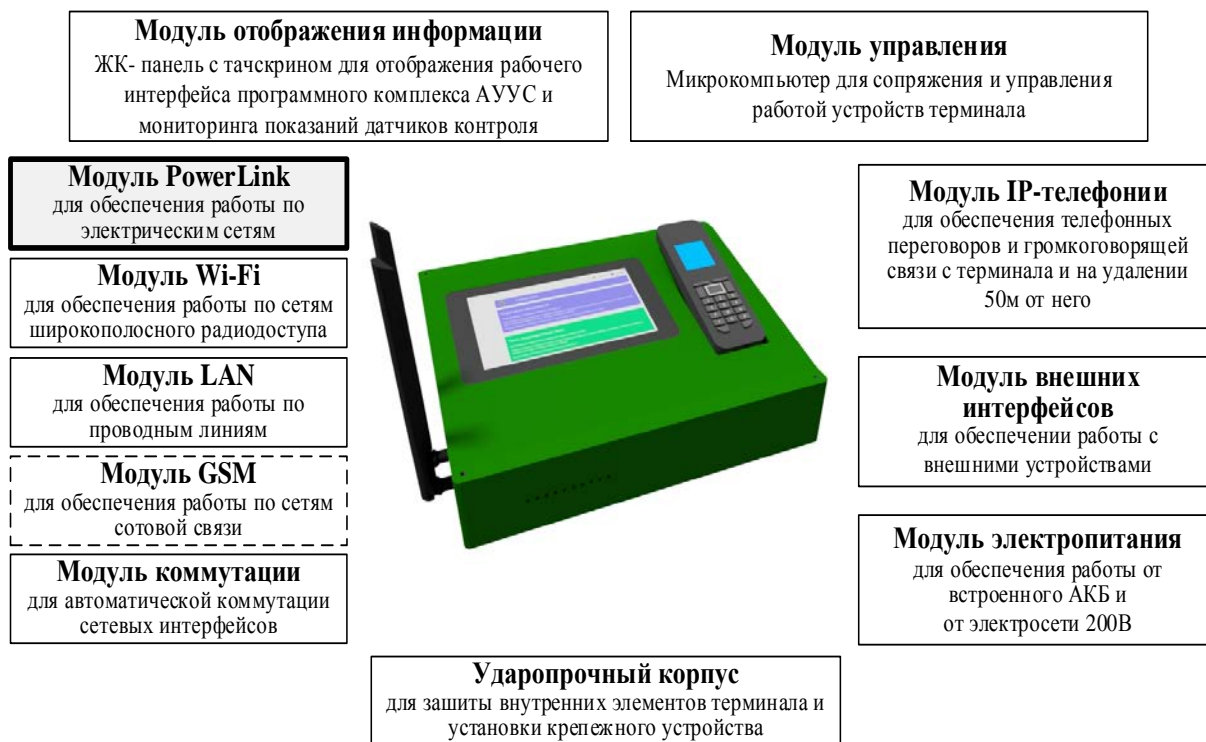 Модуль отображения информации
ЖК- панель с тачскрином для отображения рабочего
интерфейса программного комплекса АУУС и
мониторинга показаний датчиков контроля
Модуль управления
Микрокомпьютер для сопряжения и управления
работой устройств терминала
Модуль PowerLink
для обеспечения работы по
электрическим сетям
Модуль Wi-Fi
для обеспечения работы по сетям
широкополосного радиодоступа
Модуль LAN
для обеспечения работы по
проводным линиям
Модуль GSM
для обеспечения работы по сетям
сотовой связи
Модуль коммутации
для автоматической коммутации
сетевых интерфейсов
Модуль IP-телефонии
для обеспечения телефонных
переговоров и громкоговорящей
связи с терминала и на удалении
50м от него
Модуль внешних
интерфейсов
для обеспечении работы с
внешними устройствами
Модуль электропитания
для обеспечения работы от
встроенного АКБ и
от электросети 200В
Ударопрочный корпус
для зашиты внутренних элементов терминала и
установки крепежного устройства